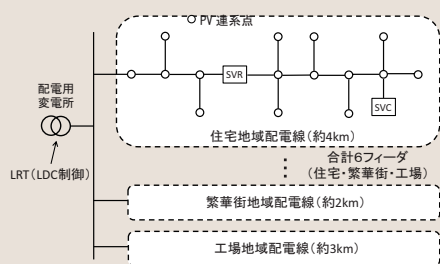 PV連系点
配電用
変電所
SVR
SVC
住宅地域配電線(約4km)
LRT(LDC制御)
合計6フィーダ
(住宅・繁華街・工場)
繁華街地域配電線(約2km)
工場地域配電線(約3km)